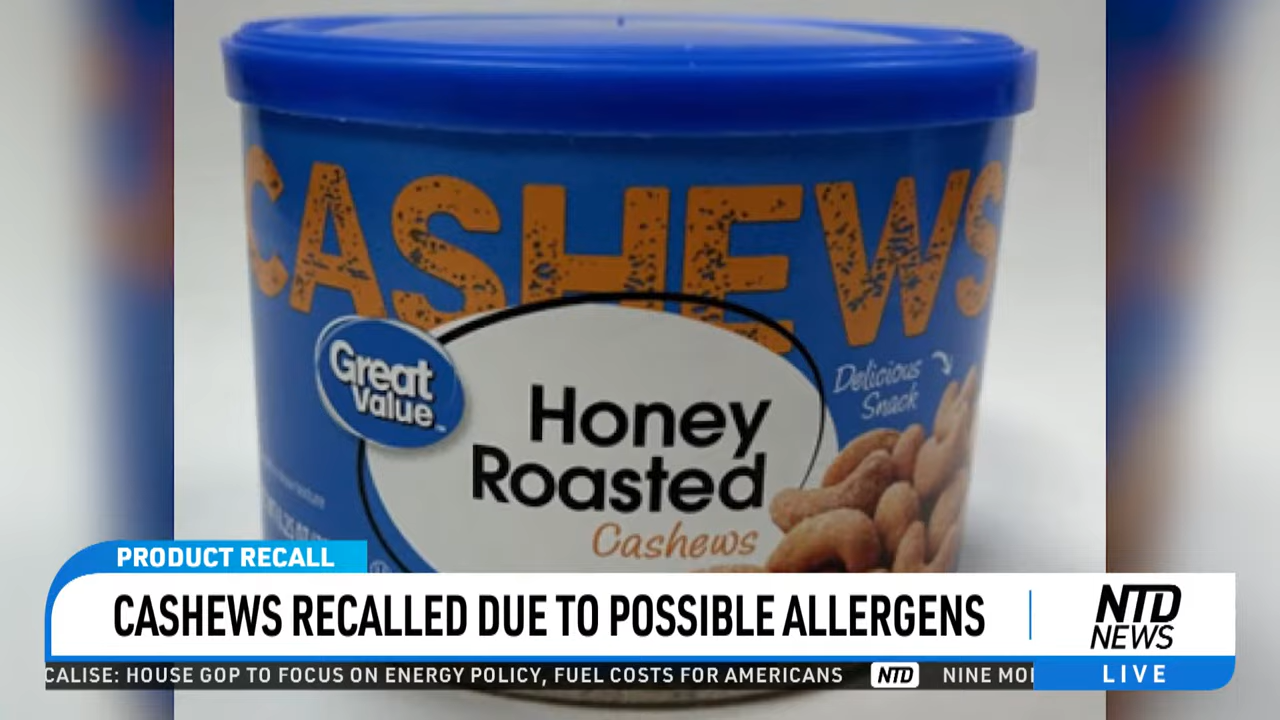 CASHEWS
Great
Value
TM
Honey
Roasted
Cashews
Delicious
Snack
PRODUCT RECALL
CASHEWS RECALLED DUE TO POSSIBLE ALLERGENS
NTD
NEWS
CALISE: HOUSE GOP TO FOCUS ON ENERGY POLICY, FUEL COSTS FOR AMERICANS NTD NINE MO
LIVE